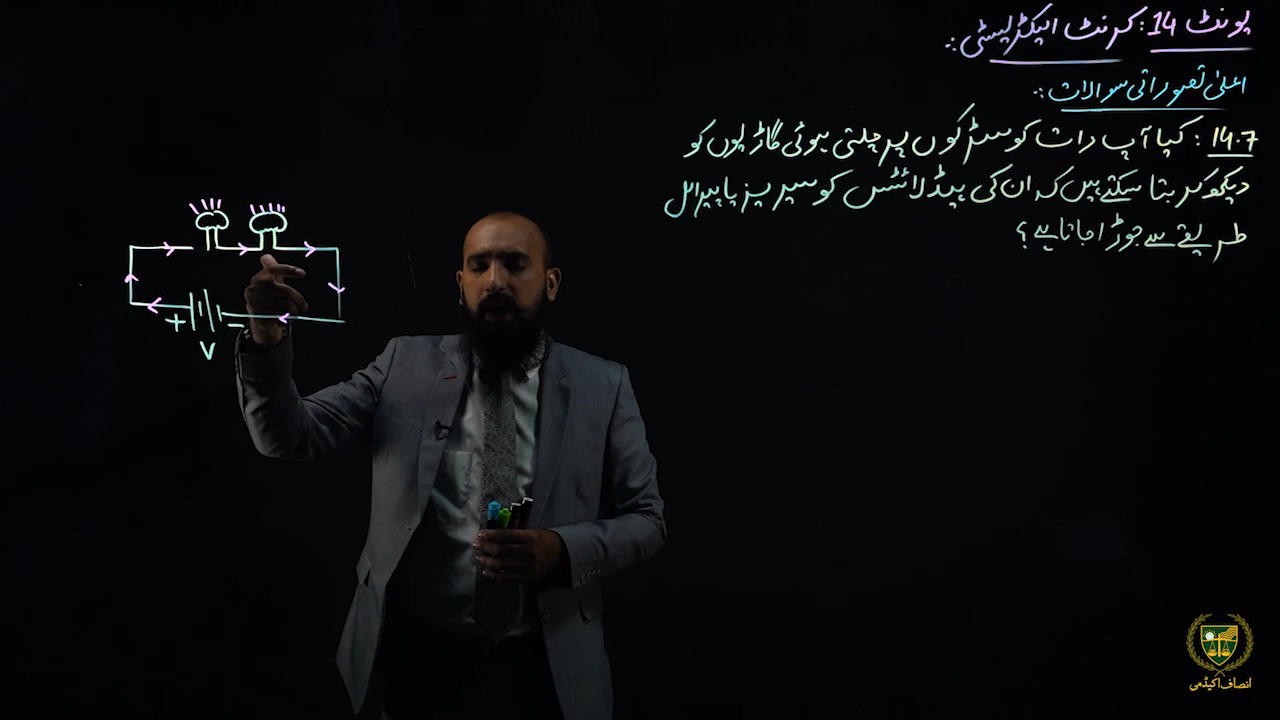 یونٹ 14: کرنٹ الیکٹریسٹی:
اعلیٰ تصوراتی سوالات:
14.7: کیا آپ رات کو سڑکوں پر چلتی ہوئی گاڑیوں کو
دیکھ کر بتا سکتے ہیں کہ ان کی ہیڈ لائٹس کو سیریز یا پیرالل
طریقے سے جوڑا جاتا ہے؟
+ −
V
انصاف اکیڈمی